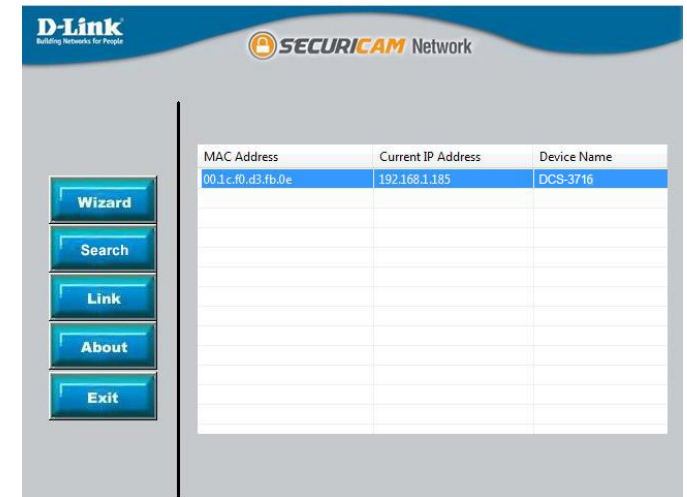 D-Link
Building Networks for People
SECURICAM Network
MAC Address Current IP Address Device Name
00.1c.f0.d3.fb.0e 192.168.1.185 DCS-3716
Wizard
Search
Link
About
Exit